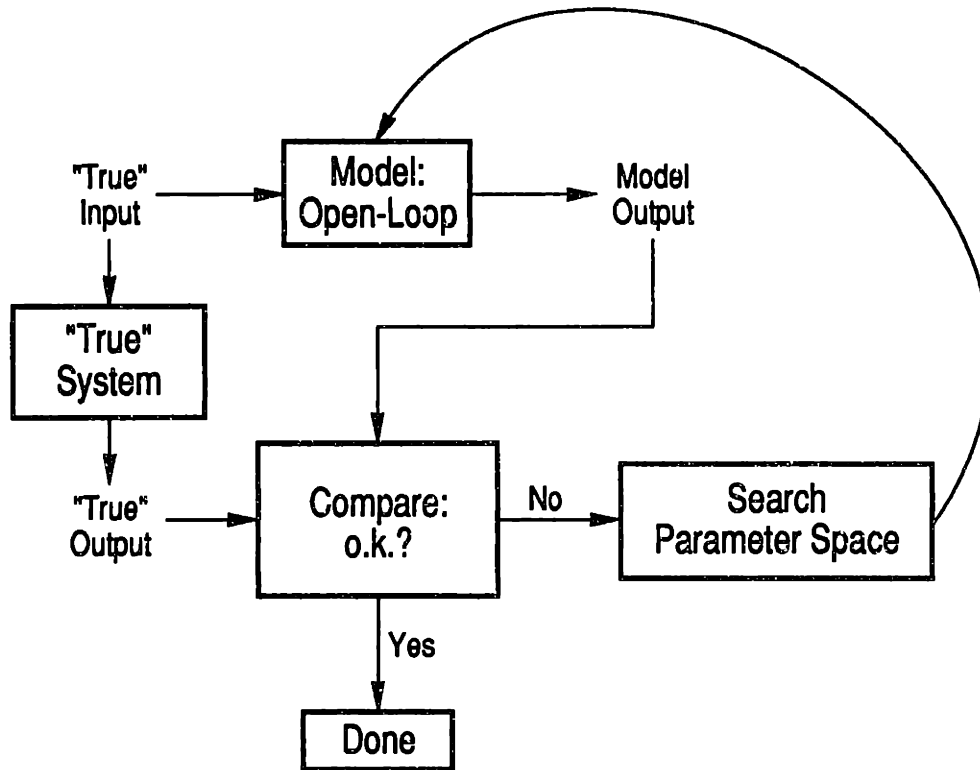 "True"
Input
Model:
Open-Loop
Model
Output
"True"
System
"True"
Output
Compare:
o.k.?
No
Search
Parameter Space
Yes
Done